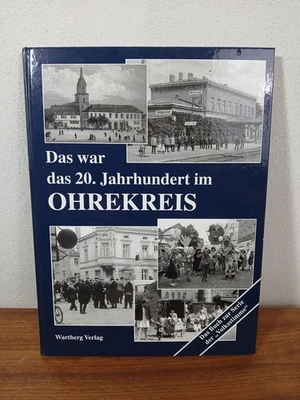 Das war
das 20. Jahrhundert im
OHREKREIS
Das Buch zur Serie
der „Volksstimme“
Wartberg Verlag